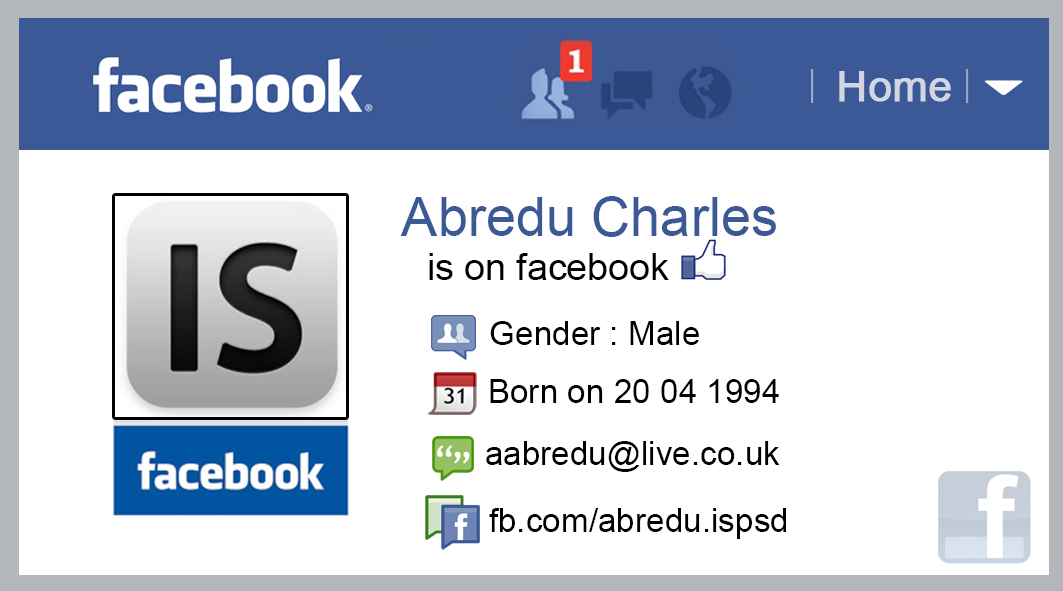 facebook®
1
Home
IS
facebook
Abredu Charles
is on facebook
Gender : Male
31
Born on 20 04 1994
aabredu@live.co.uk
f
fb.com/abredu.ispsd
f